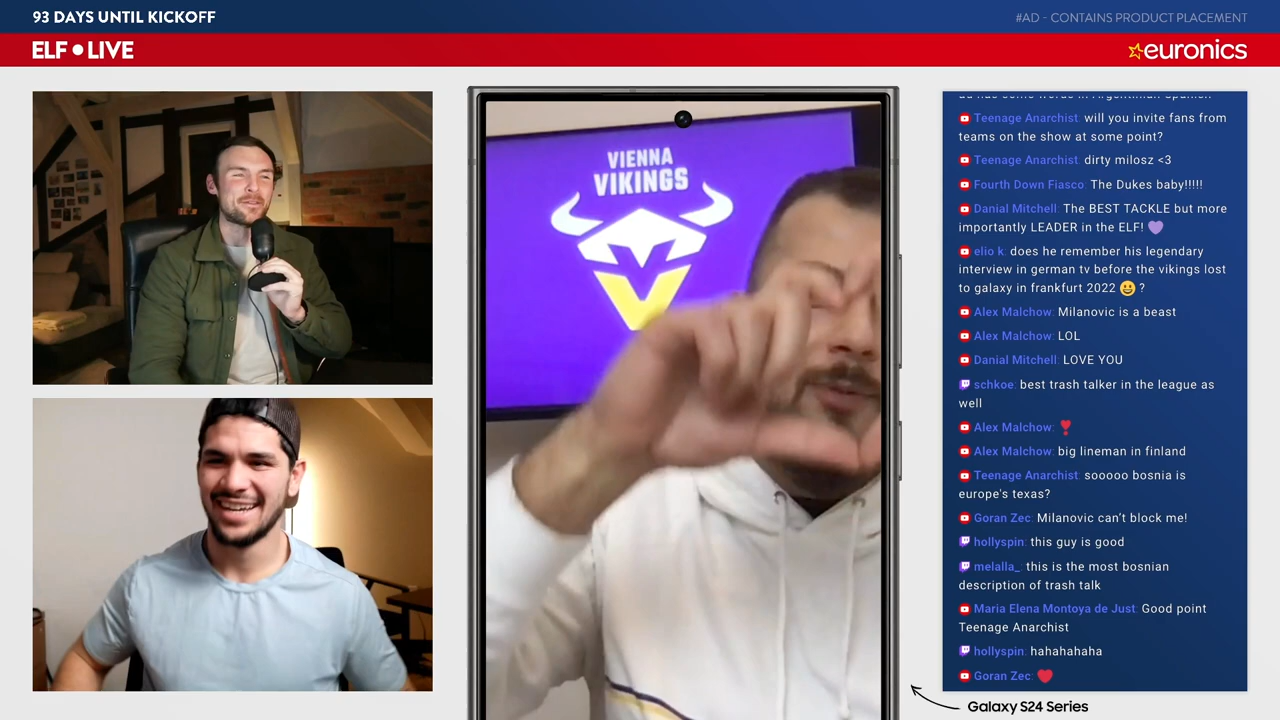 93 DAYS UNTIL KICKOFF
#AD - CONTAINS PRODUCT PLACEMENT
ELF LIVE
euronics
VIENNA
VIKINGS
Teenage Anarchist: will you invite fans from
teams on the show at some point?
Teenage Anarchist: dirty milosz <3
Fourth Down Fiasco: The Dukes baby!!!!!
Danial Mitchell: The BEST TACKLE but more
importantly LEADER in the ELF! 💜
elio k: does he remember his legendary
interview in german tv before the vikings lost
to galaxy in frankfurt 2022 😃 ?
Alex Malchow: Milanovic is a beast
Alex Malchow: LOL
Danial Mitchell: LOVE YOU
schkoe: best trash talker in the league as
well
Alex Malchow: ❣️
Alex Malchow: big lineman in finland
Teenage Anarchist: sooooo bosnia is
europe's texas?
Goran Zec: Milanovic can't block me!
hollyspin: this guy is good
melalla_: this is the most bosnian
description of trash talk
Maria Elena Montoya de Just: Good point
Teenage Anarchist
hollyspin: hahahahaha
Goran Zec: ❤️
Galaxy S24 Series